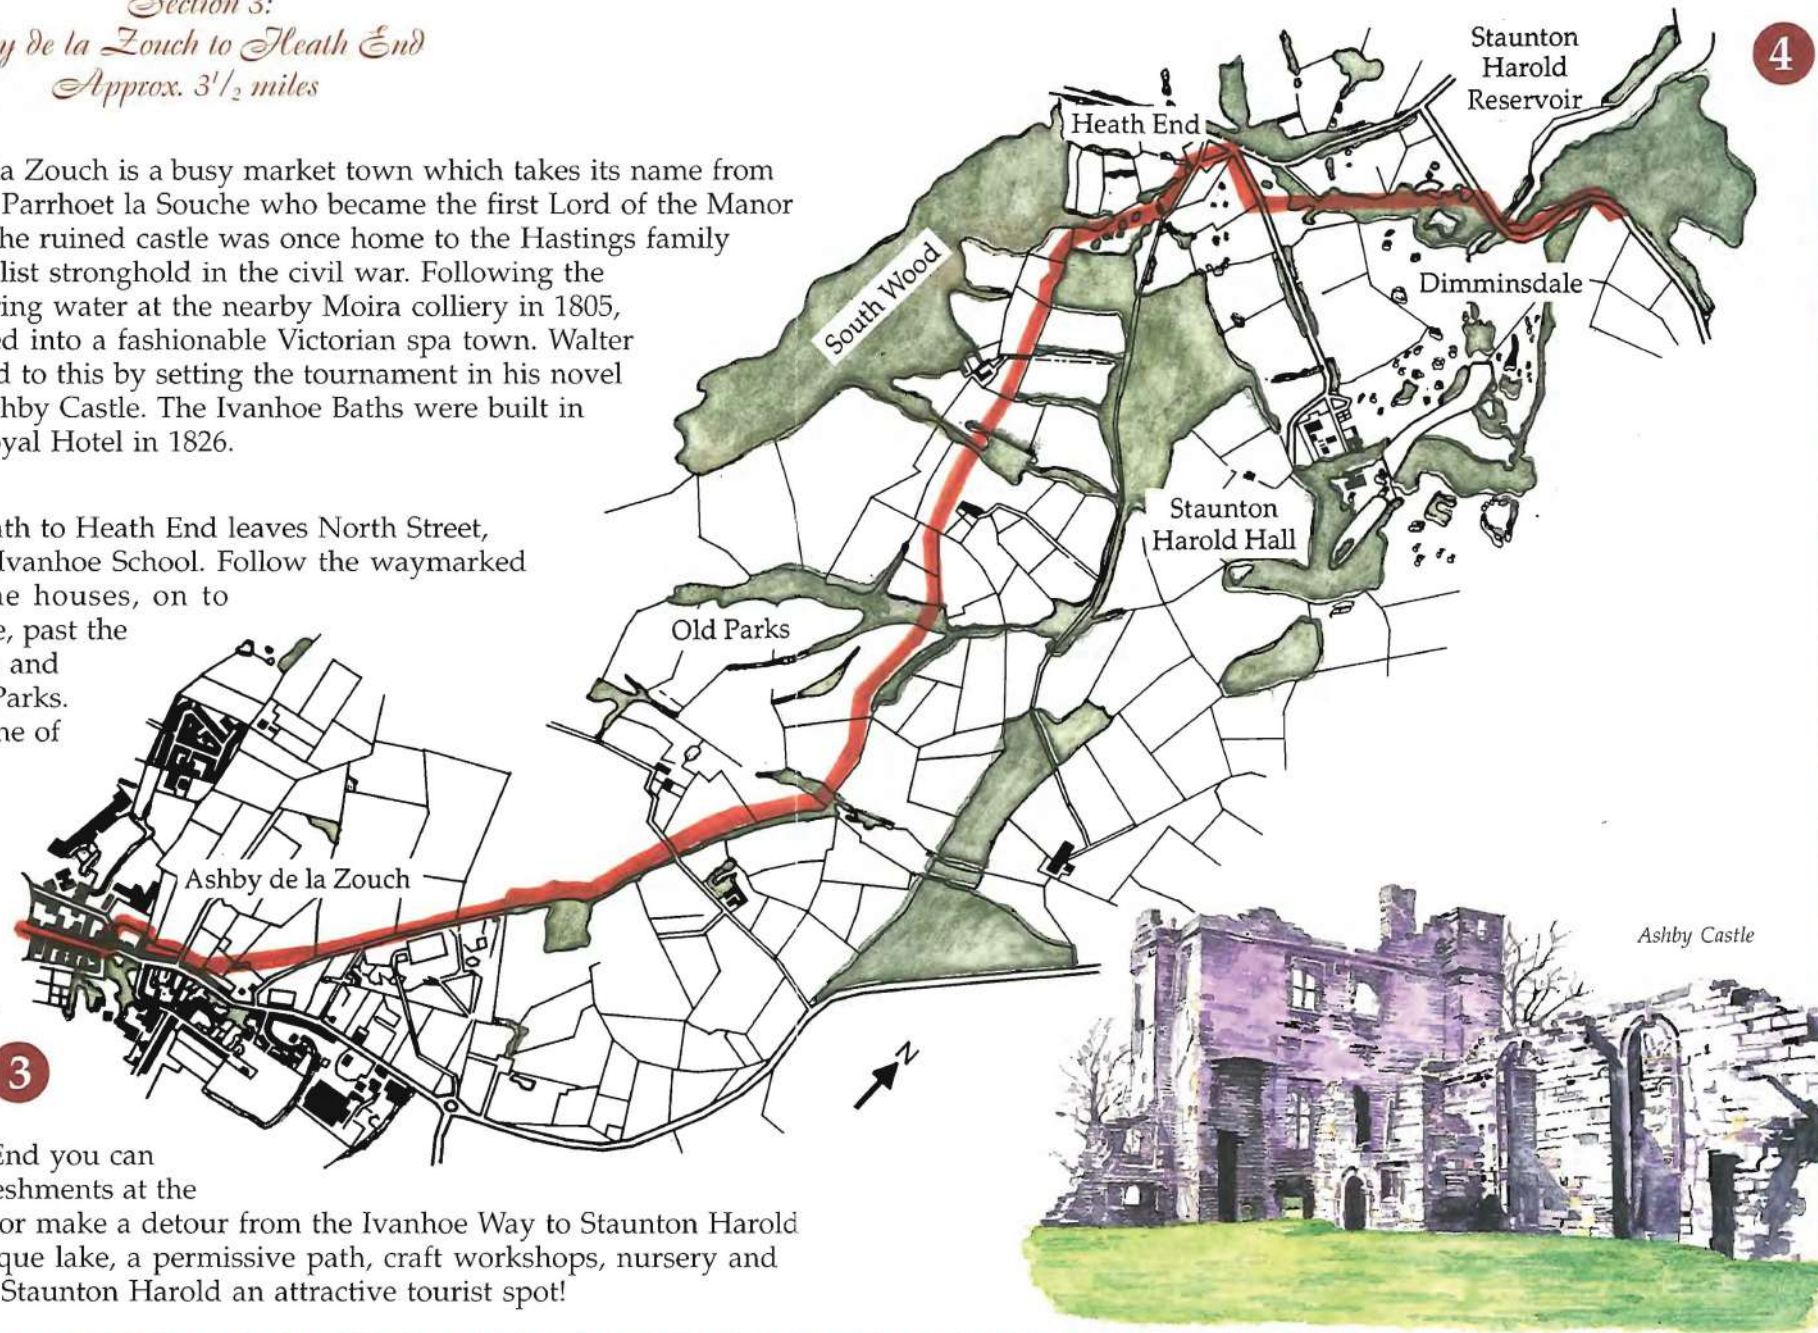 Section 3:
y de la Zouch to Heath End
Approx. 3 1/2 miles
a Zouch is a busy market town which takes its name from
Parrhoet la Souche who became the first Lord of the Manor
he ruined castle was once home to the Hastings family
list stronghold in the civil war. Following the
ring water at the nearby Moira colliery in 1805,
ed into a fashionable Victorian spa town. Walter
d to this by setting the tournament in his novel
hby Castle. The Ivanhoe Baths were built in
oyal Hotel in 1826.
ath to Heath End leaves North Street,
Ivanhoe School. Follow the waymarked
he houses, on to
e, past the
and
Parks.
ne of
3
End you can
eshments at the
or make a detour from the Ivanhoe Way to Staunton Harold
que lake, a permissive path, craft workshops, nursery and
Staunton Harold an attractive tourist spot!
4
Staunton
Harold
Reservoir
Heath End
South Wood
Dimminsdale
Staunton
Harold Hall
Old Parks
Ashby de la Zouch
N
Ashby Castle